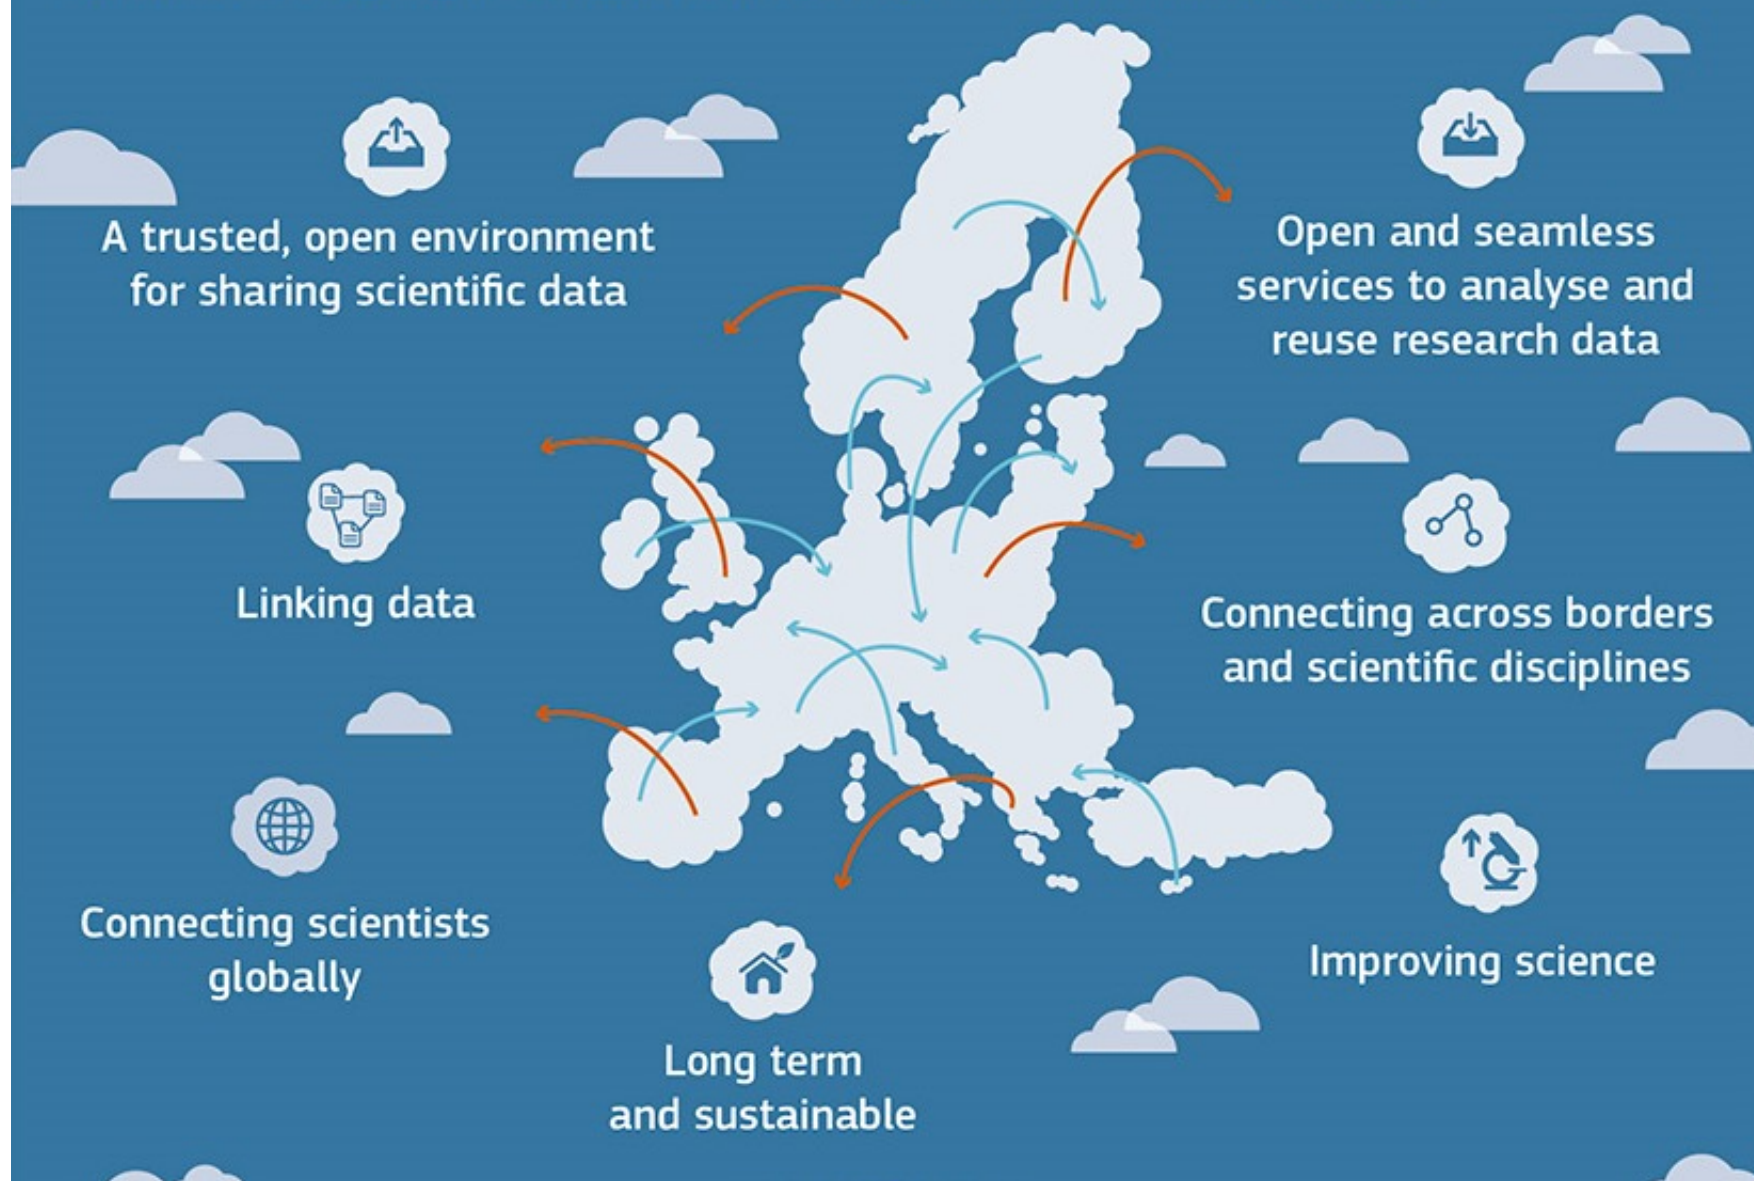 A trusted, open environment
for sharing scientific data
Open and seamless
services to analyse and
reuse research data
Linking data
Connecting across borders
and scientific disciplines
Connecting scientists
globally
Improving science
Long term
and sustainable